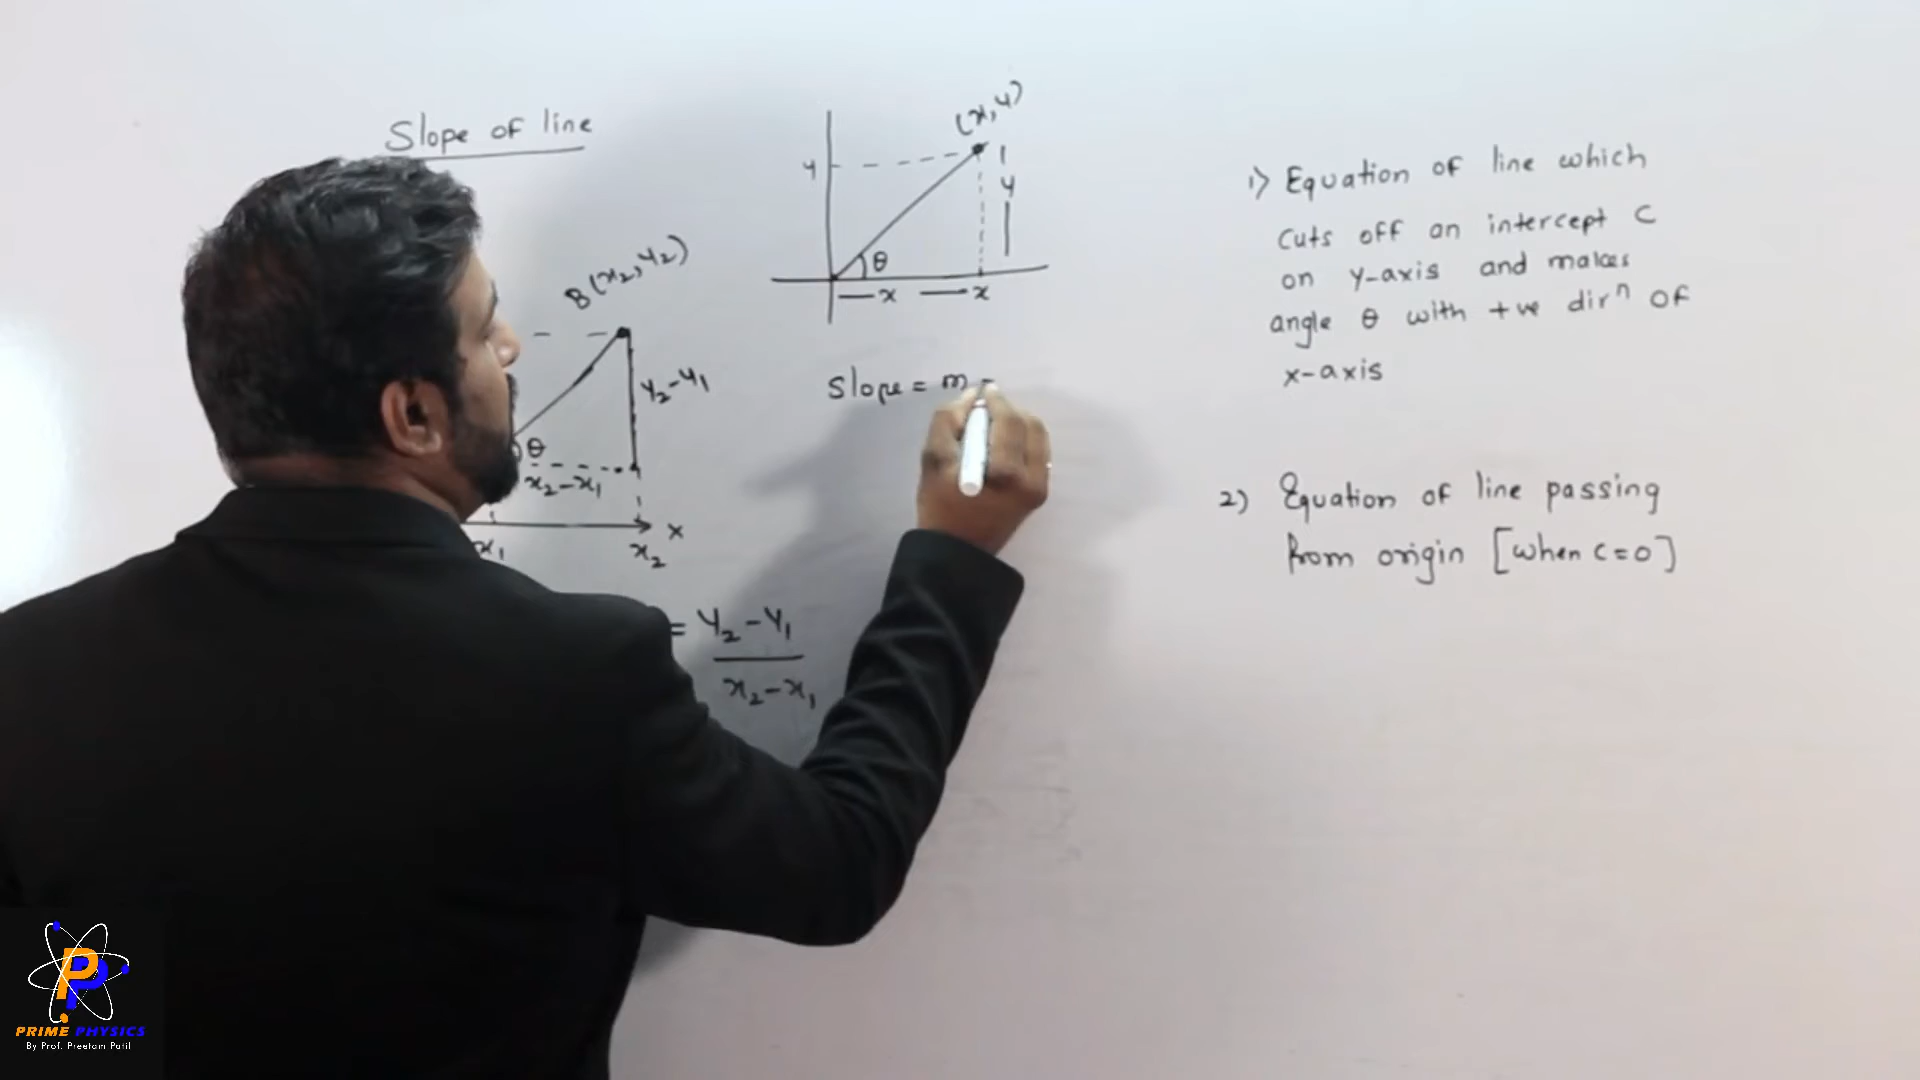 Slope of line
B(x₂, y₂)
y₂-y₁
θ
x₂-x₁
x
x₁
x₂
= y₂-y₁
x₂-x₁
(x, y)
y
y
θ
x
x
Slope = m =
1) Equation of line which
cuts off an intercept c
on y-axis and makes
angle θ with +ve dirⁿ of
x-axis
2) Equation of line passing
from origin [when c=0]
PRIME PHYSICS
By Prof. Preetam Patil